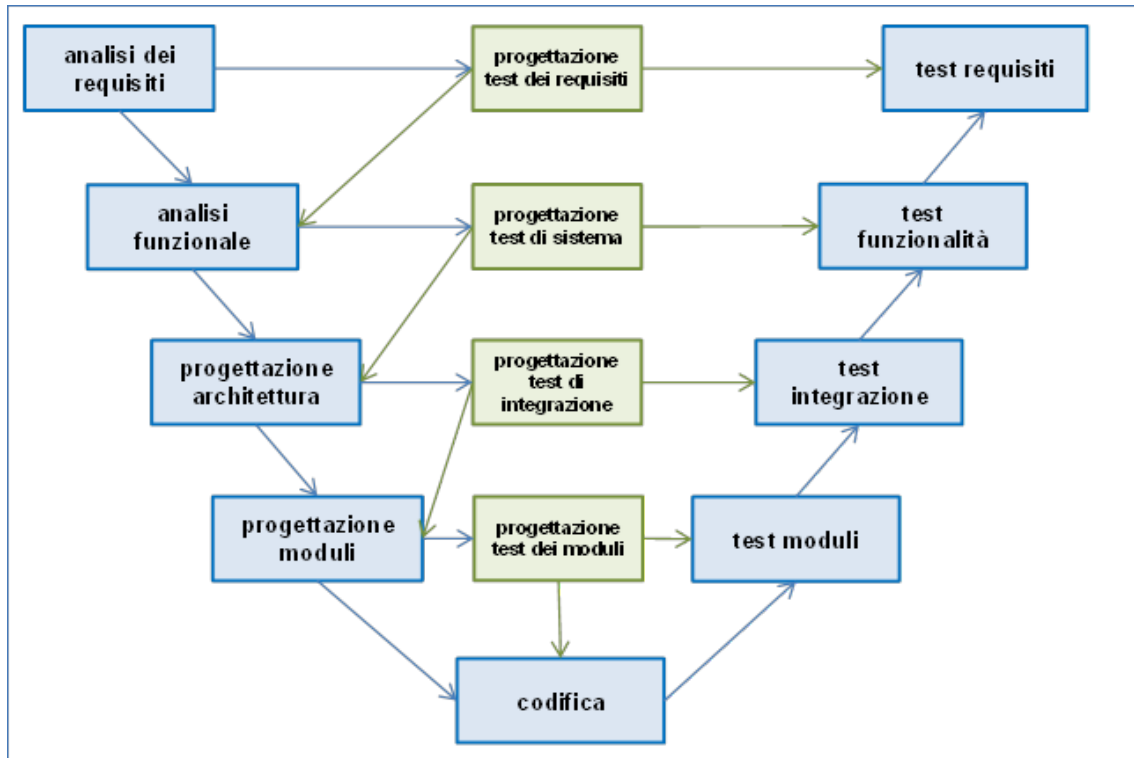 analisi dei
requisiti
progettazione
test dei requisiti
test requisiti
analisi
funzionale
progettazione
test di sistema
test
funzionalità
progettazione
architettura
progettazione
test di
integrazione
test
integrazione
progettazione
moduli
progettazione
test dei moduli
test moduli
codifica